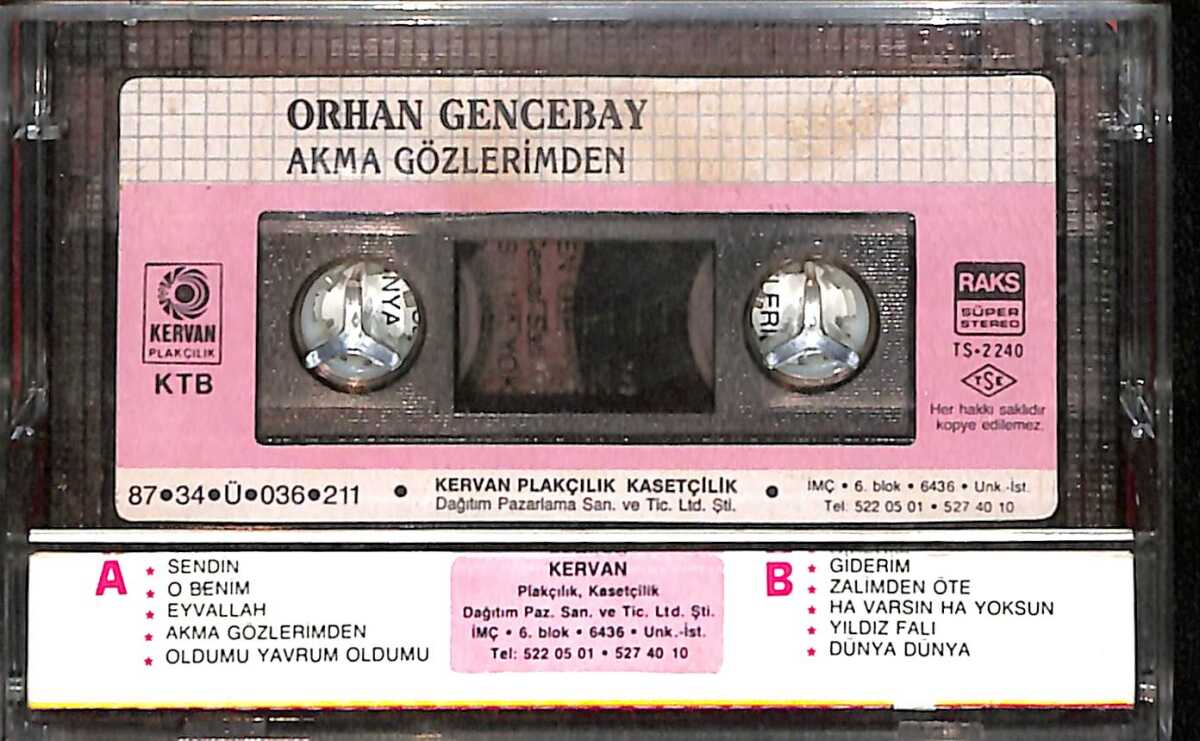 ORHAN GENCEBAY
AKMA GÖZLERİMDEN
KERVAN
PLAKÇILIK
KTB
NYA
LERİ
RAKS
SÜPER
STEREO
TS-2240
TSE
Her hakkı saklıdır
kopye edilemez.
87•34•Ü•036•211 • KERVAN PLAKÇILIK KASETÇİLİK • İMÇ • 6. blok • 6436 • Unk.-İst.
Dağıtım Pazarlama San. ve Tic. Ltd. Şti. Tel: 522 05 01 • 527 40 10
A
SENDIN
O BENIM
EYVALLAH
AKMA GÖZLERIMDEN
OLDUMU YAVRUM OLDUMU
KERVAN
Plakçılık, Kasetçilik
Dağıtım Paz. San. ve Tic. Ltd. Şti.
İMÇ • 6. blok • 6436 • Unk.-İst.
Tel: 522 05 01 • 527 40 10
B
GIDERIM
ZALIMDEN ÖTE
HA VARSIN HA YOKSUN
YILDIZ FALI
DÜNYA DÜNYA